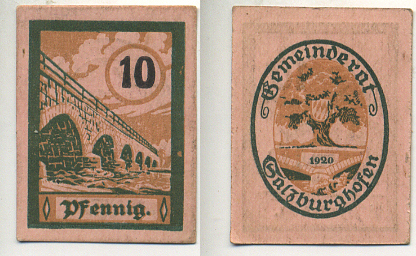 10
Pfennig.
Gemeinderat
1920
Salzburghofen